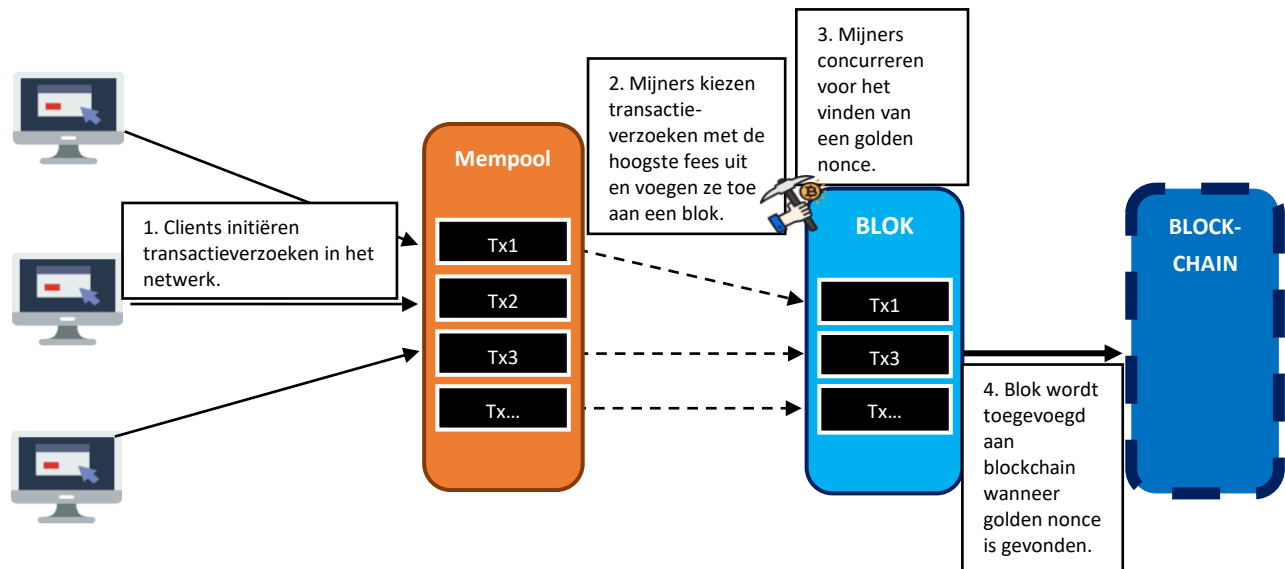 1. Clients initiëren
transactieverzoeken in het
netwerk.
Mempool
Tx1
Tx2
Tx3
Tx...
2. Mijners kiezen
transactie-
verzoeken met de
hoogste fees uit
en voegen ze toe
aan een blok.
3. Mijners
concurreren
voor het
vinden van
een golden
nonce.
BLOK
Tx1
Tx3
Tx...
4. Blok wordt
toegevoegd
aan
blockchain
wanneer
golden nonce
is gevonden.
BLOCK-
CHAIN